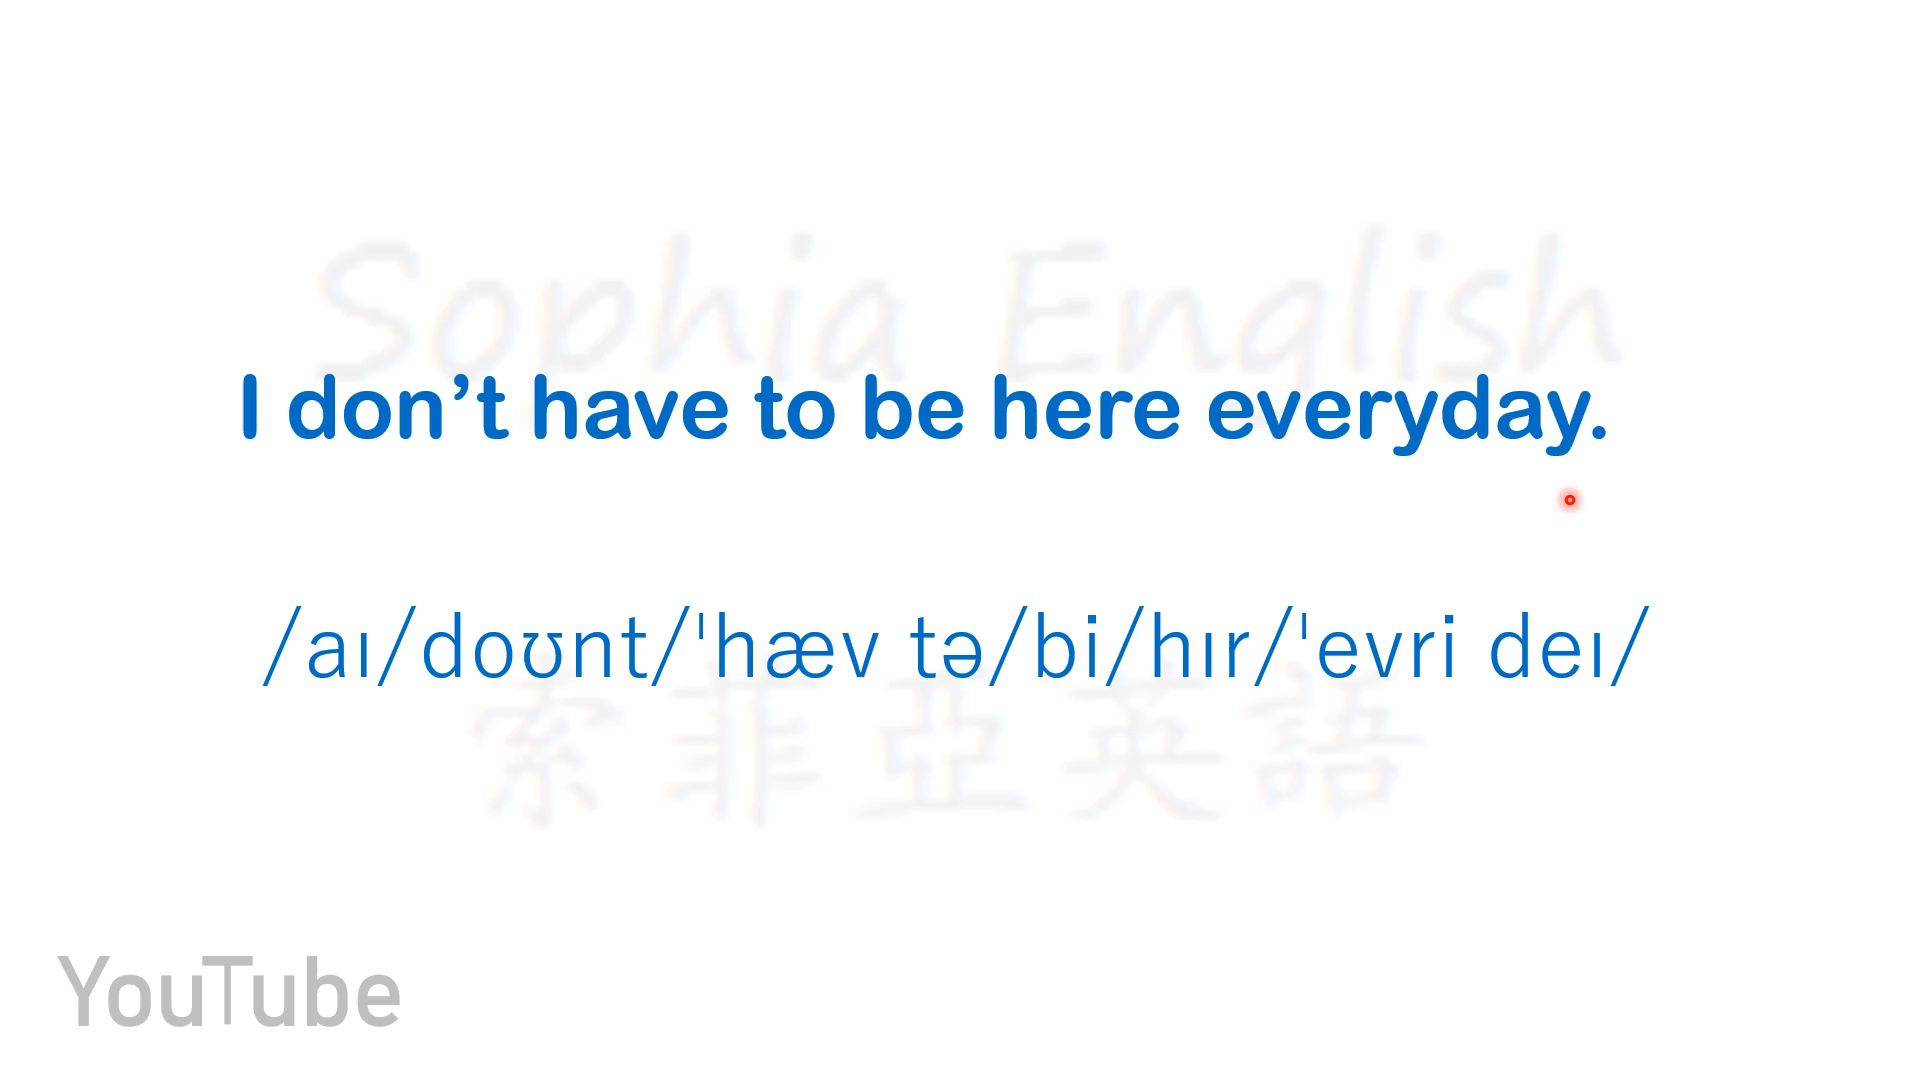 Sophia English
I don’t have to be here everyday.
/aɪ/doʊnt/ˈhæv tə/bi/hɪr/ˈevri deɪ/
索菲亞英語
YouTube